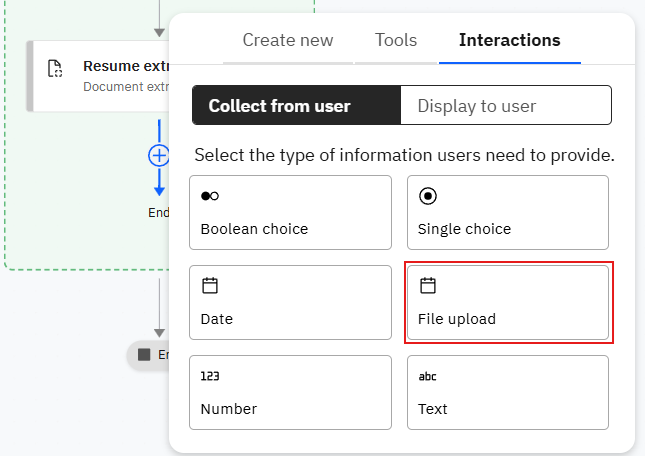 Create new
Tools
Interactions
Resume extr
Document extr
Collect from user
Display to user
Select the type of information users need to provide.
Boolean choice
Single choice
End
Date
File upload
En
123
abc
Number
Text